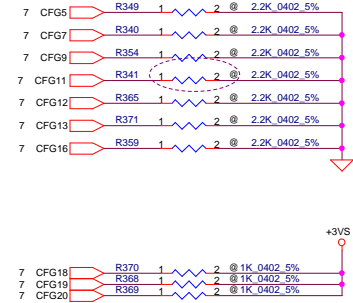 7 CFG5 R349 1 2 @ 2.2K_0402_5%
7 CFG7 R340 1 2 @ 2.2K_0402_5%
7 CFG9 R354 1 2 @ 2.2K_0402_5%
7 CFG11 R341 1 2 @ 2.2K_0402_5%
7 CFG12 R365 1 2 @ 2.2K_0402_5%
7 CFG13 R371 1 2 @ 2.2K_0402_5%
7 CFG16 R359 1 2 @ 2.2K_0402_5%
+3VS
7 CFG18 R370 1 2 @ 1K_0402_5%
7 CFG19 R368 1 2 @ 1K_0402_5%
7 CFG20 R369 1 2 @ 1K_0402_5%